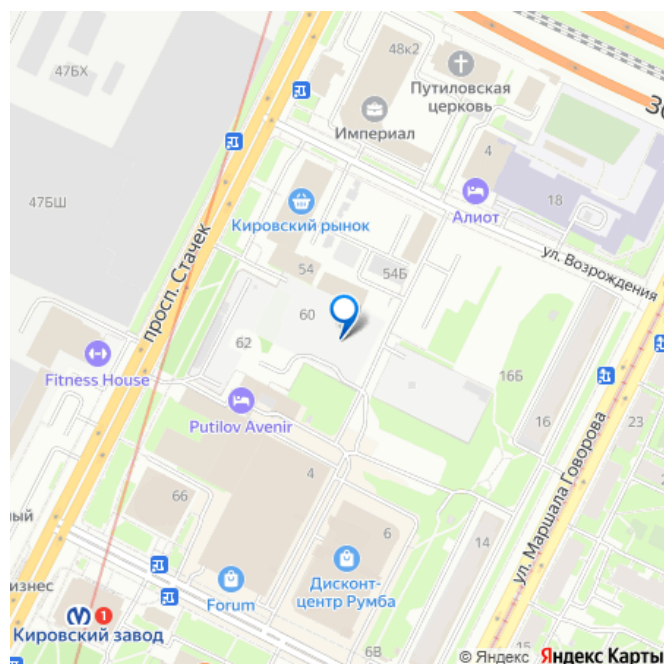 48к2
47БХ
Путиловская
церковь
Империал
4
18
47БШ
Алиот
Кировский рынок
ул. Возрождения
просп. Стачек
54
54Б
60
62
Fitness House
16Б
Putilov Avenir
16
23
4
66
ул. Маршала Говорова
6
14
Дисконт-
центр Румба
Forum
1
Кировский завод
6В
15
© Яндекс Яндекс Карты